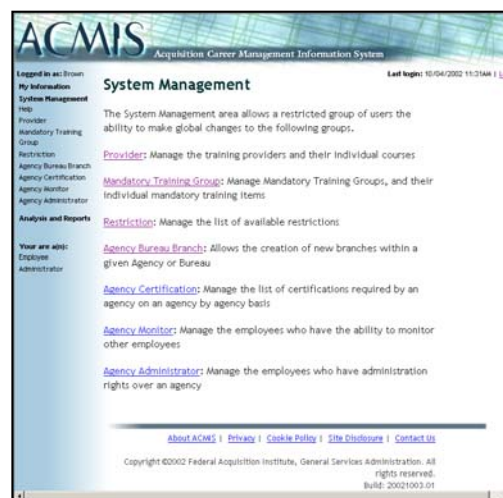 ACMIS
Acquisition Career Management Information System
Logged in as: Brown
Last login: 10/04/2002 11:31AM |
My Information
System Management
Help
Provider
Mandatory Training
Group
Restriction
Agency Bureau Branch
Agency Certification
Agency Monitor
Agency Administrator
Analysis and Reports
Your are a(n):
Employee
Administrator
System Management
The System Management area allows a restricted group of users the
ability to make global changes to the following groups.
Provider: Manage the training providers and their individual courses
Mandatory Training Group: Manage Mandatory Training Groups, and their
individual mandatory training items
Restriction: Manage the list of available restrictions
Agency Bureau Branch: Allows the creation of new branches within a
given Agency or Bureau
Agency Certification: Manage the list of certifications required by an
agency on an agency by agency basis
Agency Monitor: Manage the employees who have the ability to monitor
other employees
Agency Administrator: Manage the employees who have administration
rights over an agency
About ACMIS | Privacy | Cookie Policy | Site Disclosure | Contact Us
Copyright ©2002 Federal Acquisition Institute, General Services Administration. All
rights reserved.
Build: 20021003.01